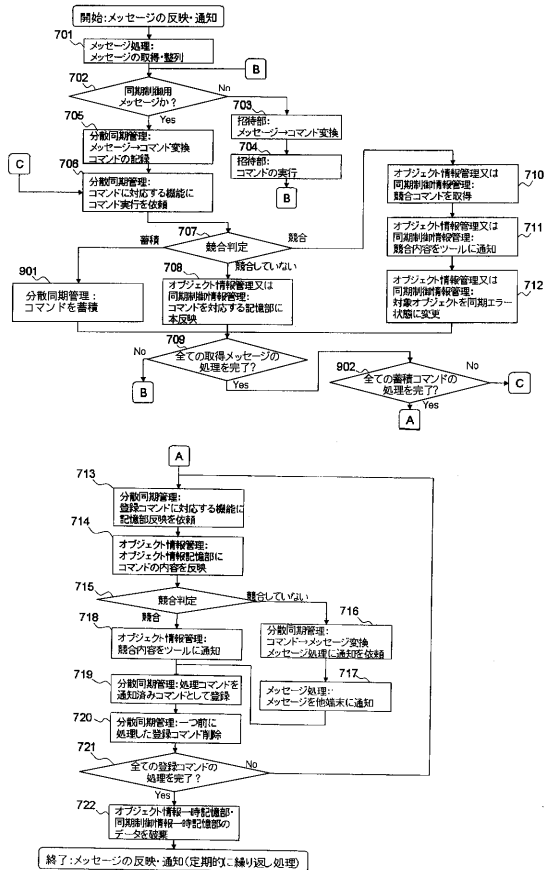 開始:メッセージの反映・通知
701
メッセージ処理:
メッセージの取得・整列
B
702
同期制御用
メッセージか?
No
Yes
703
招待部:
メッセージ→コマンド変換
704
招待部:
コマンドの実行
B
705
分散同期管理:
メッセージ→コマンド変換
コマンドの記録
C
706
分散同期管理:
コマンドに対応する機能に
コマンド実行を依頼
707
競合判定
蓄積
競合
競合していない
710
オブジェクト情報管理又は
同期制御情報管理:
競合コマンドを取得
711
オブジェクト情報管理又は
同期制御情報管理:
競合内容をツールに通知
712
オブジェクト情報管理又は
同期制御情報管理:
対象オブジェクトを同期エラー
状態に変更
901
分散同期管理:
コマンドを蓄積
708
オブジェクト情報管理又は
同期制御情報管理:
コマンドを対応する記憶部に
本反映
709
全ての取得メッセージの
処理を完了?
No
Yes
B
902
全ての蓄積コマンドの
処理を完了?
No
C
Yes
A
A
713
分散同期管理:
登録コマンドに対応する機能に
記憶部反映を依頼
714
オブジェクト情報管理:
オブジェクト情報記憶部に
コマンドの内容を反映
715
競合判定
競合していない
競合
716
分散同期管理:
コマンド→メッセージ変換
メッセージ処理に通知を依頼
717
メッセージ処理:
メッセージを他端末に通知
718
オブジェクト情報管理:
競合内容をツールに通知
719
分散同期管理:処理コマンドを
通知済みコマンドとして登録
720
分散同期管理:一つ前に
処理した登録コマンド削除
721
全ての登録コマンドの
処理を完了?
No
Yes
722
オブジェクト情報一時記憶部・
同期制御情報一時記憶部の
データを破棄
終了:メッセージの反映・通知(定期的に繰り返し処理)